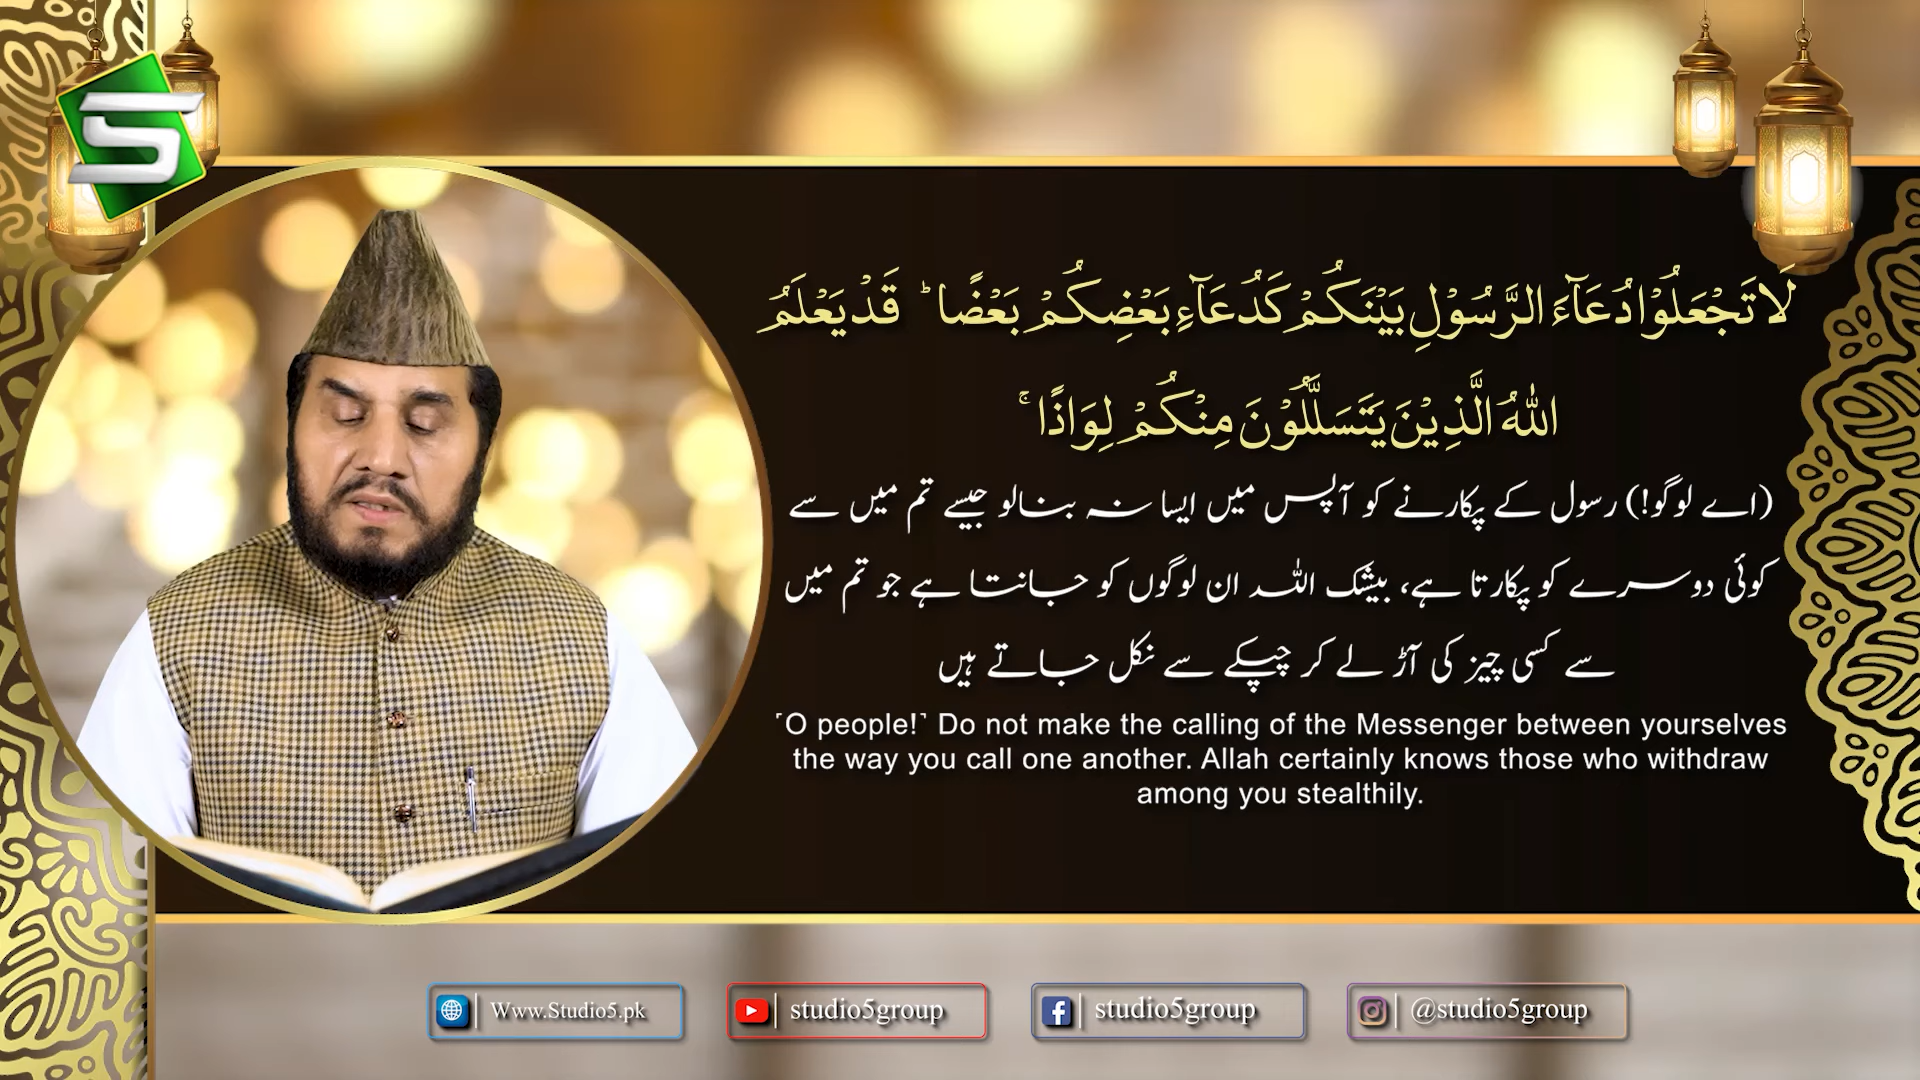 S
لَا تَجْعَلُوْا دُعَآءَ الرَّسُوْلِ بَيْنَكُمْ كَدُعَآءِ بَعْضِكُمْ بَعْضًا ؕ قَدْ يَعْلَمُ
اللّٰهُ الَّذِيْنَ يَتَسَلَّلُوْنَ مِنْكُمْ لِوَاذًا ۚ
(اے لوگو!) رسول کے پکارنے کو آپس میں ایسا نہ بنالو جیسے تم میں سے
کوئی دوسرے کو پکارتا ہے، بیشک اللہ ان لوگوں کو جانتا ہے جو تم میں
سے کسی چیز کی آڑ لے کر چپکے سے نکل جاتے ہیں
˹O people!˺ Do not make the calling of the Messenger between yourselves
the way you call one another. Allah certainly knows those who withdraw
among you stealthily.
Www.Studio5.pk
studio5group
studio5group
@studio5group